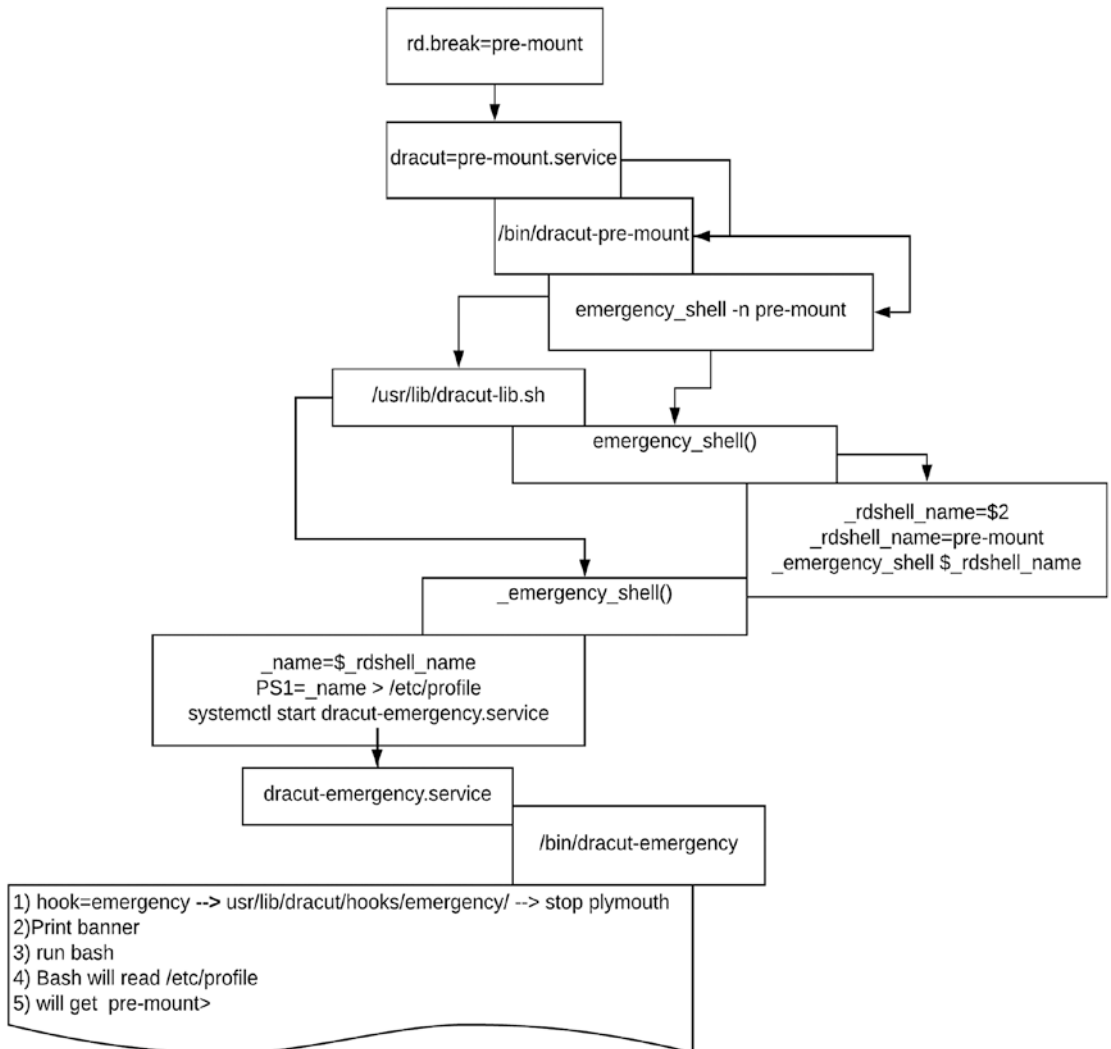 rd.break=pre-mount
dracut=pre-mount.service
/bin/dracut-pre-mount
emergency_shell -n pre-mount
/usr/lib/dracut-lib.sh
emergency_shell()
_rdshell_name=$2
_rdshell_name=pre-mount
_emergency_shell $_rdshell_name
_emergency_shell()
_name=$_rdshell_name
PS1=_name > /etc/profile
systemctl start dracut-emergency.service
dracut-emergency.service
/bin/dracut-emergency
1) hook=emergency --> usr/lib/dracut/hooks/emergency/ --> stop plymouth
2)Print banner
3) run bash
4) Bash will read /etc/profile
5) will get  pre-mount>